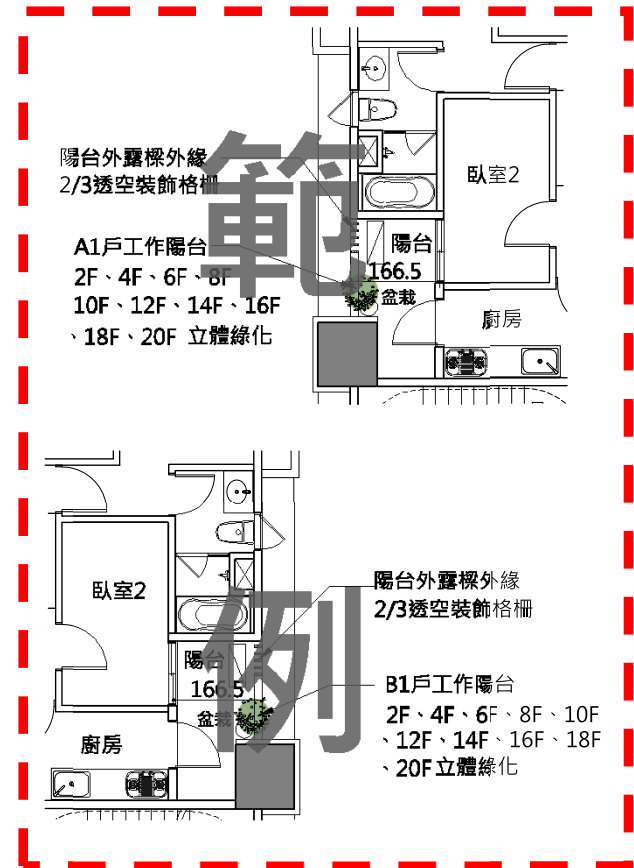 範例
陽台外露樑外緣
2/3透空裝飾格柵
A1戶工作陽台
2F、4F、6F、8F
10F、12F、14F、16F
、18F、20F 立體綠化
臥室2
陽台
166.5
盆栽
廚房
臥室2
陽台
166.5
盆栽
廚房
陽台外露樑外緣
2/3透空裝飾格柵
B1戶工作陽台
2F、4F、6F、8F、10F
、12F、14F、16F、18F
、20F立體綠化